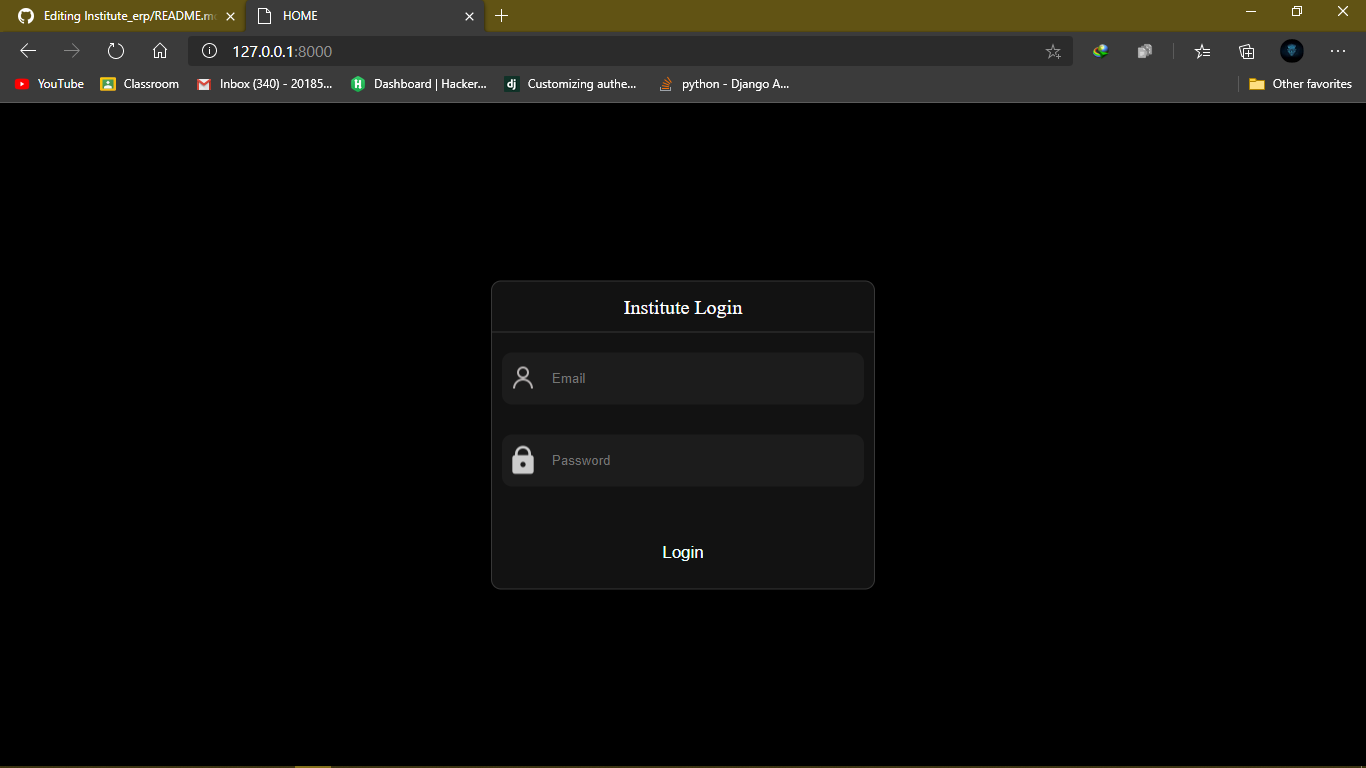 Editing Institute_erp/README.m
HOME
127.0.0.1:8000
YouTube
Classroom
Inbox (340) - 20185...
Dashboard | Hacker...
dj Customizing authe...
python - Django A...
Other favorites
Institute Login
Email
Password
Login